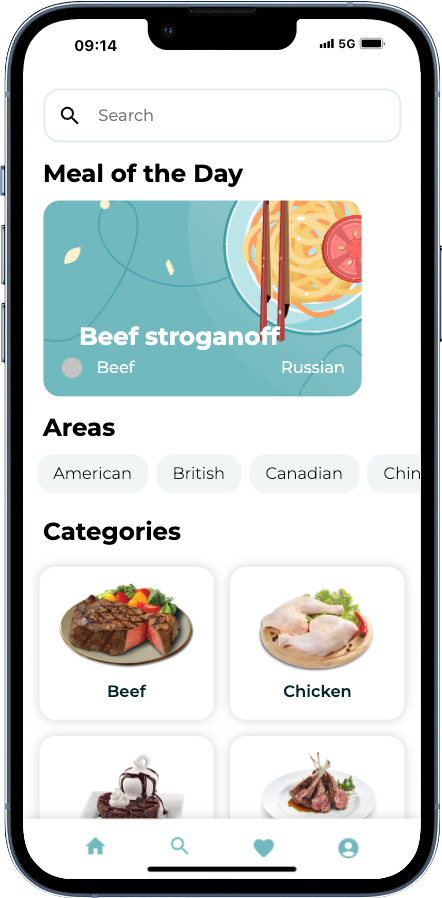 09:14 5G
Search
Meal of the Day
Beef stroganoff
Beef Russian
Areas
American British Canadian Chin
Categories
Beef Chicken